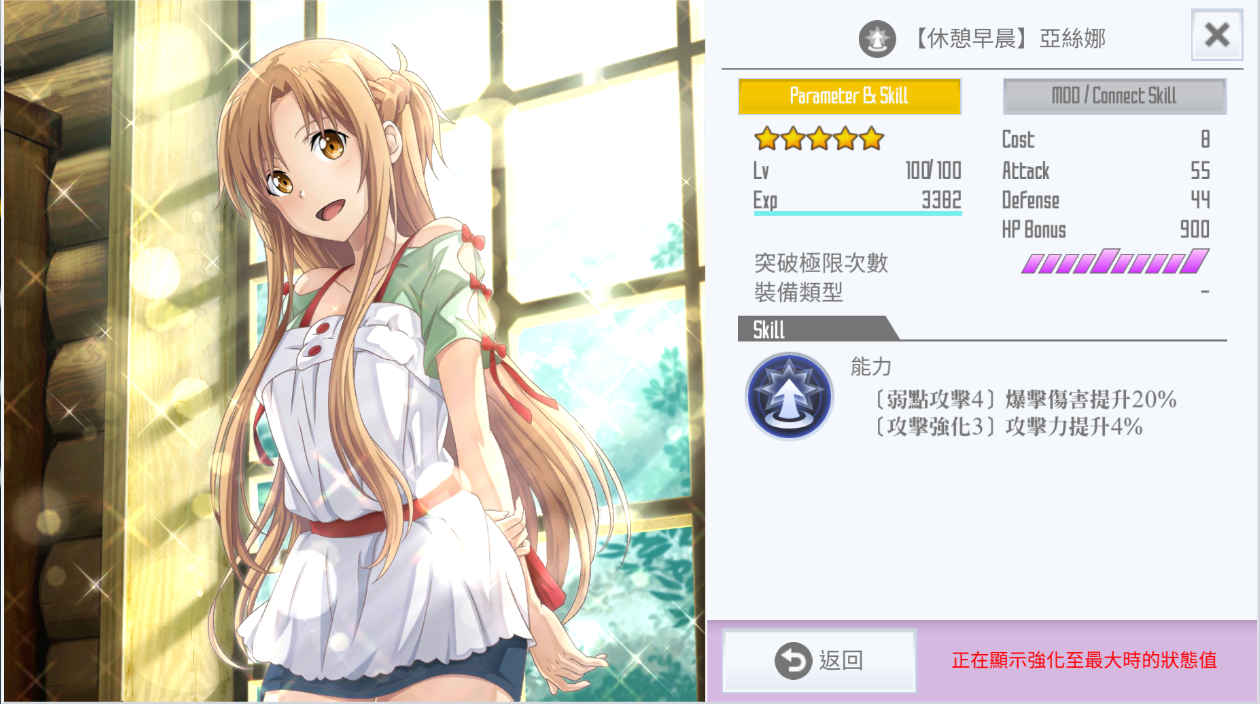 【休憩早晨】亞絲娜
Parameter & Skill
MOD / Connect Skill
Lv 100/100
Exp 3382
Cost 8
Attack 55
Defense 44
HP Bonus 900
突破極限次數
裝備類型 -
Skill
能力
〔弱點攻擊4〕爆擊傷害提升20%
〔攻擊強化3〕攻擊力提升4%
返回
正在顯示強化至最大時的狀態值